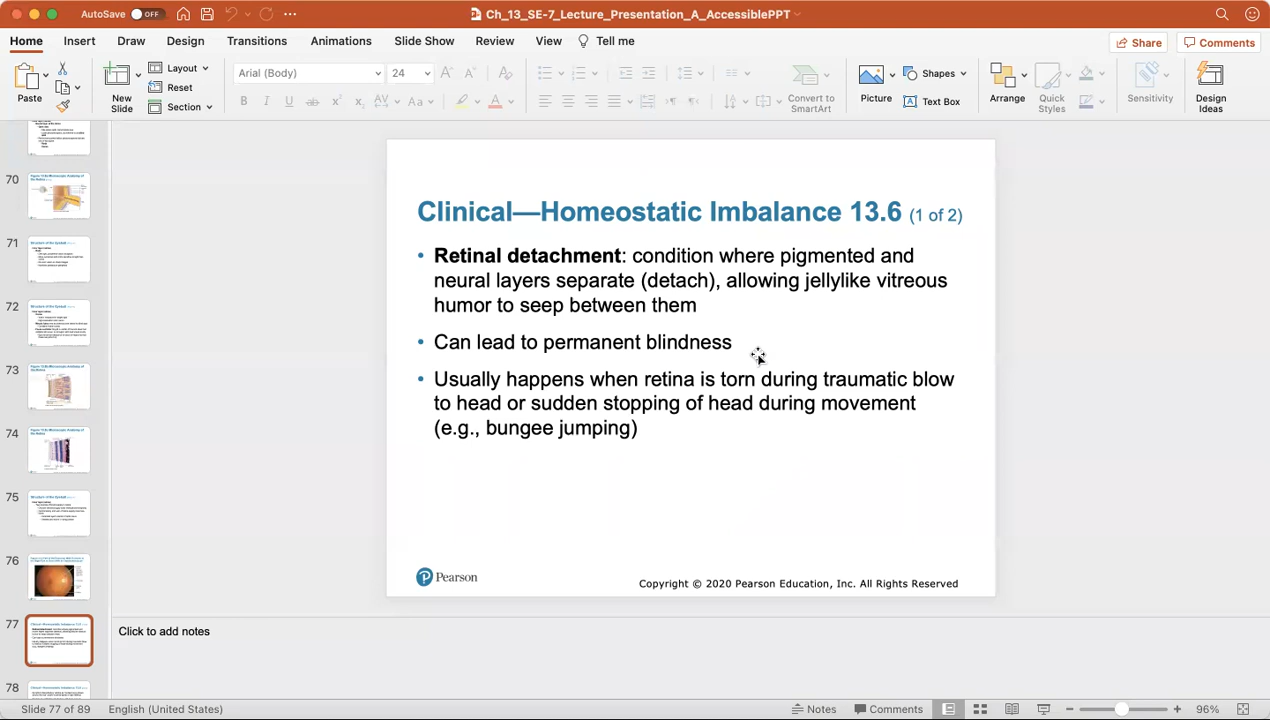 AutoSave OFF
Ch_13_SE-7_Lecture_Presentation_A_AccessiblePPT
Home Insert Draw Design Transitions Animations Slide Show Review View Tell me Share Comments
Paste
New Slide
Layout
Reset
Section
Arial (Body) 24
Convert to SmartArt
Picture
Shapes
Text Box
Arrange
Quick Styles
Sensitivity
Design Ideas
70
71
72
73
74
75
76
77
78
Clinical—Homeostatic Imbalance 13.6 (1 of 2)
• Retinal detachment: condition where pigmented and
neural layers separate (detach), allowing jellylike vitreous
humor to seep between them
• Can lead to permanent blindness
• Usually happens when retina is torn during traumatic blow
to head or sudden stopping of head during movement
(e.g., bungee jumping)
Pearson
Copyright © 2020 Pearson Education, Inc. All Rights Reserved
Click to add notes
Slide 77 of 89 English (United States) Notes Comments 96%